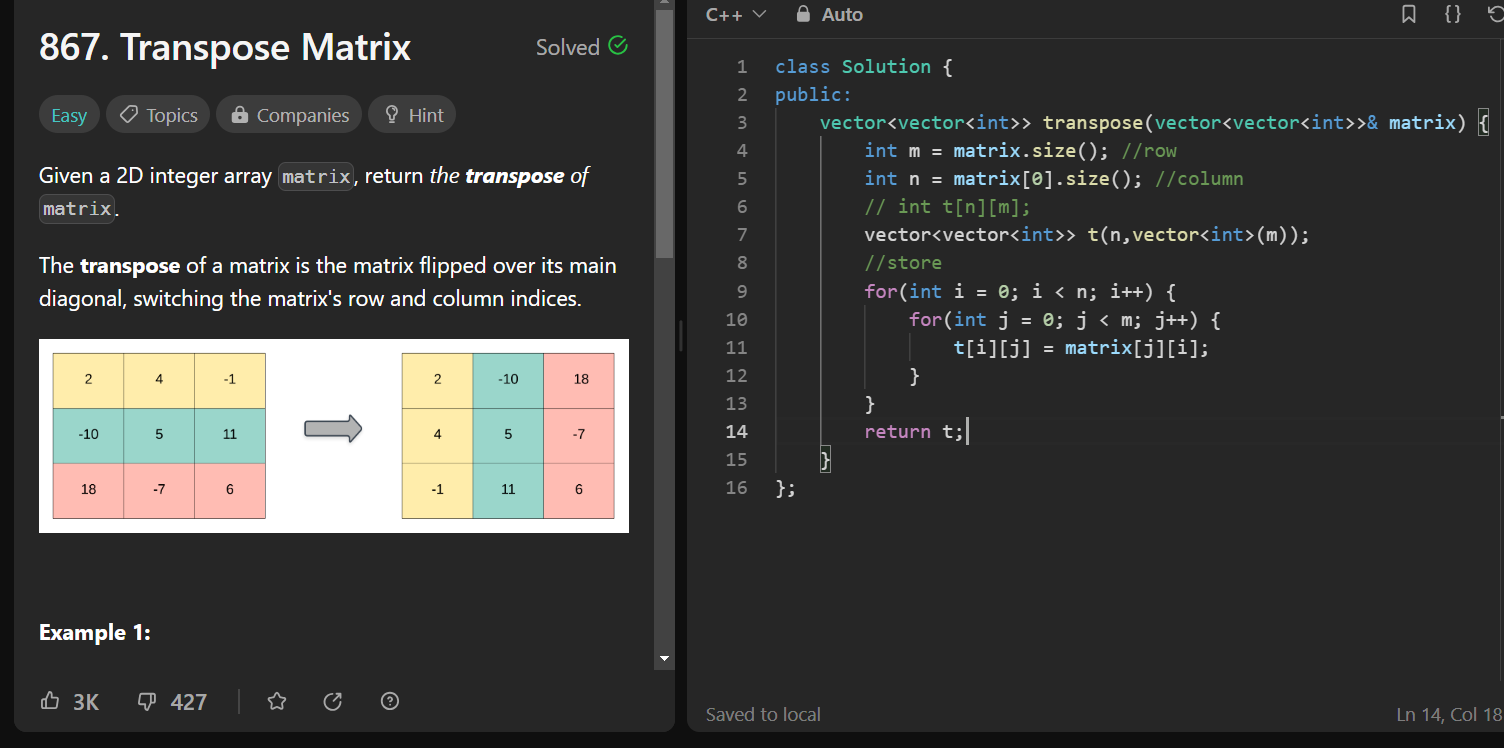 867. Transpose Matrix
Solved
Easy
Topics
Companies
Hint
Given a 2D integer array matrix, return the transpose of
matrix.
The transpose of a matrix is the matrix flipped over its main
diagonal, switching the matrix's row and column indices.
2 4 -1
-10 5 11
18 -7 6
2 -10 18
4 5 -7
-1 11 6
Example 1:
3K
427
C++
Auto
{}
1 class Solution {
2 public:
3 vector<vector<int>> transpose(vector<vector<int>>& matrix) {
4 int m = matrix.size(); //row
5 int n = matrix[0].size(); //column
6 // int t[n][m];
7 vector<vector<int>> t(n,vector<int>(m));
8 //store
9 for(int i = 0; i < n; i++) {
10 for(int j = 0; j < m; j++) {
11 t[i][j] = matrix[j][i];
12 }
13 }
14 return t;
15 }
16 };
Saved to local
Ln 14, Col 18